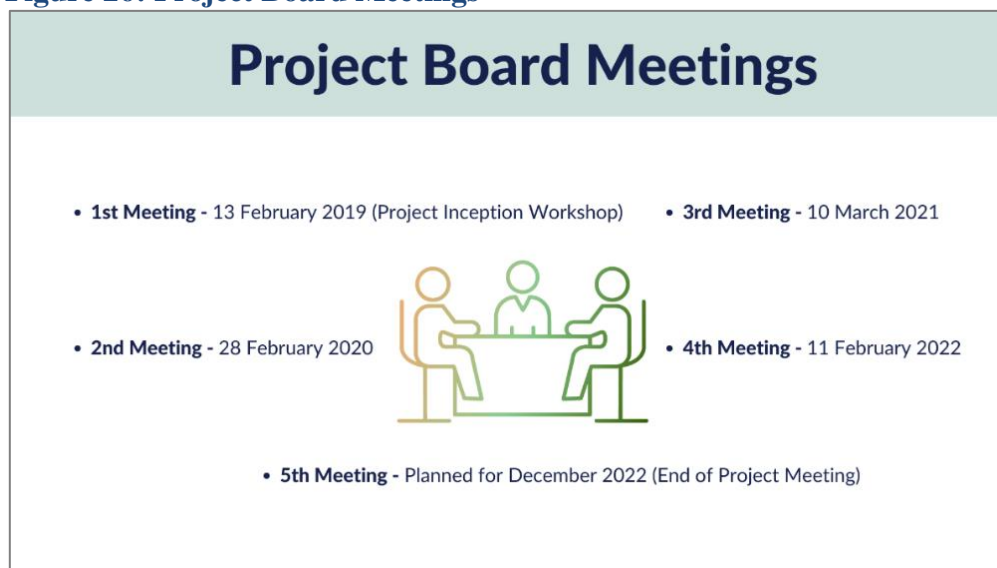 Project Board Meetings
• 1st Meeting - 13 February 2019 (Project Inception Workshop)
• 2nd Meeting - 28 February 2020
• 3rd Meeting - 10 March 2021
• 4th Meeting - 11 February 2022
• 5th Meeting - Planned for December 2022 (End of Project Meeting)